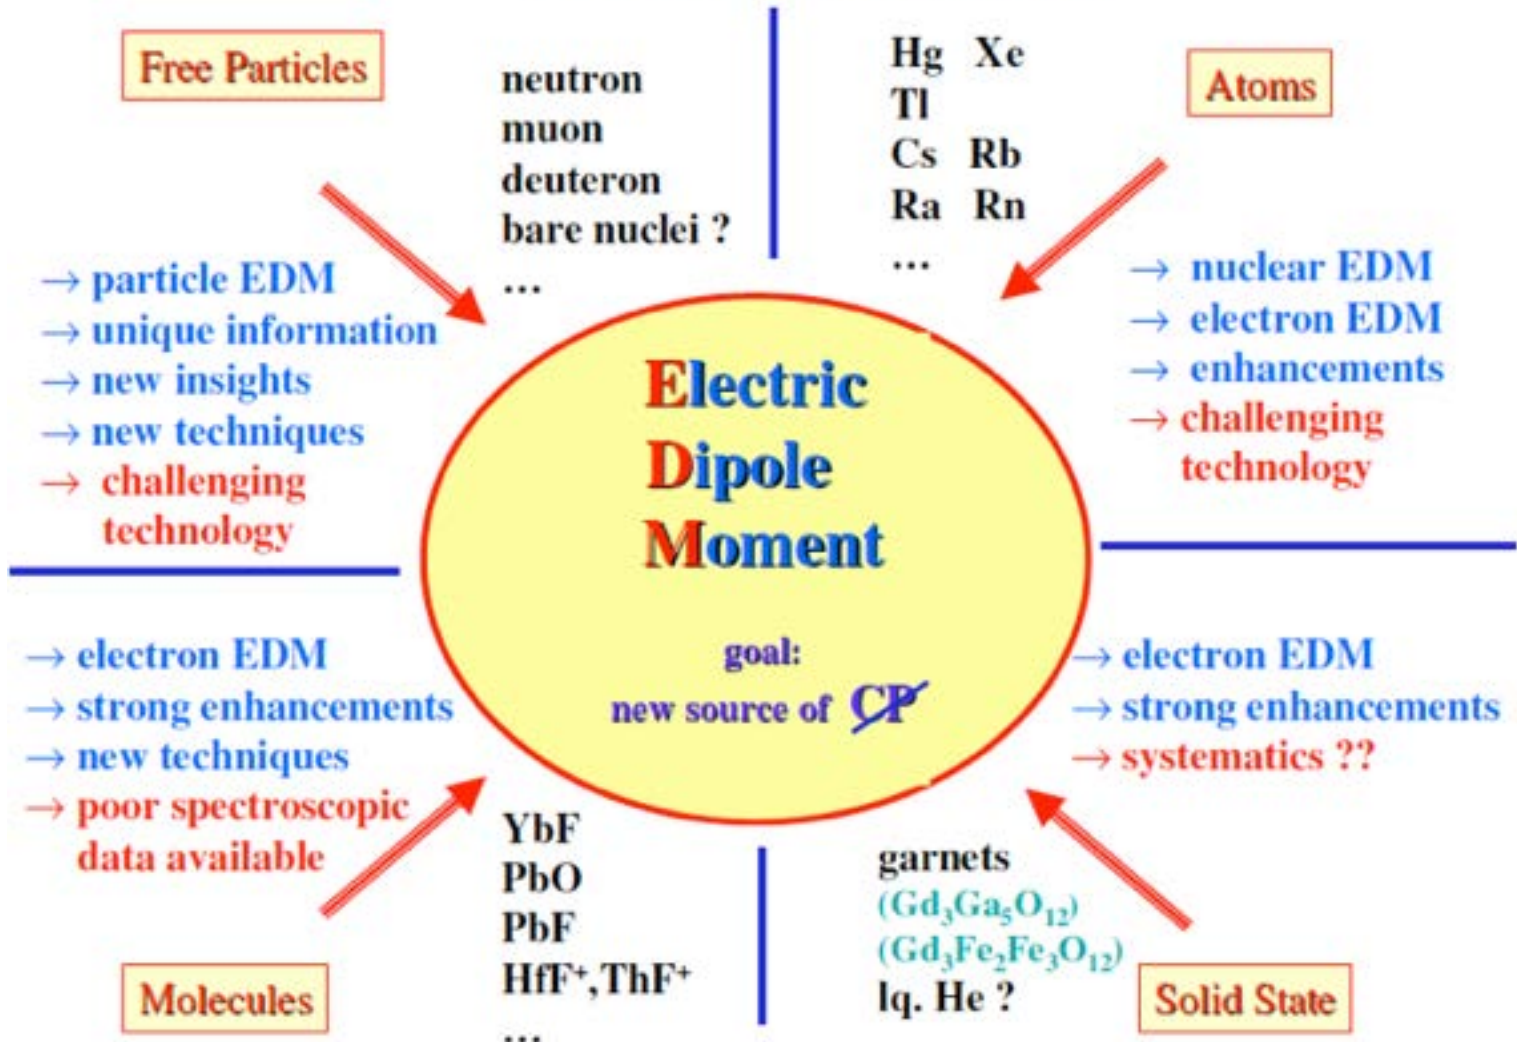 Free Particles
neutron
muon
deuteron
bare nuclei ?
...
→ particle EDM
→ unique information
→ new insights
→ new techniques
→ challenging
technology
Hg Xe
Tl
Cs Rb
Ra Rn
...
Atoms
→ nuclear EDM
→ electron EDM
→ enhancements
→ challenging
technology
Electric
Dipole
Moment
goal:
new source of CP
→ electron EDM
→ strong enhancements
→ new techniques
→ poor spectroscopic
data available
Molecules
YbF
PbO
PbF
HfF⁺,ThF⁺
...
→ electron EDM
→ strong enhancements
→ systematics ??
garnets
(Gd₃Ga₅O₁₂)
(Gd₃Fe₂Fe₃O₁₂)
lq. He ?
Solid State